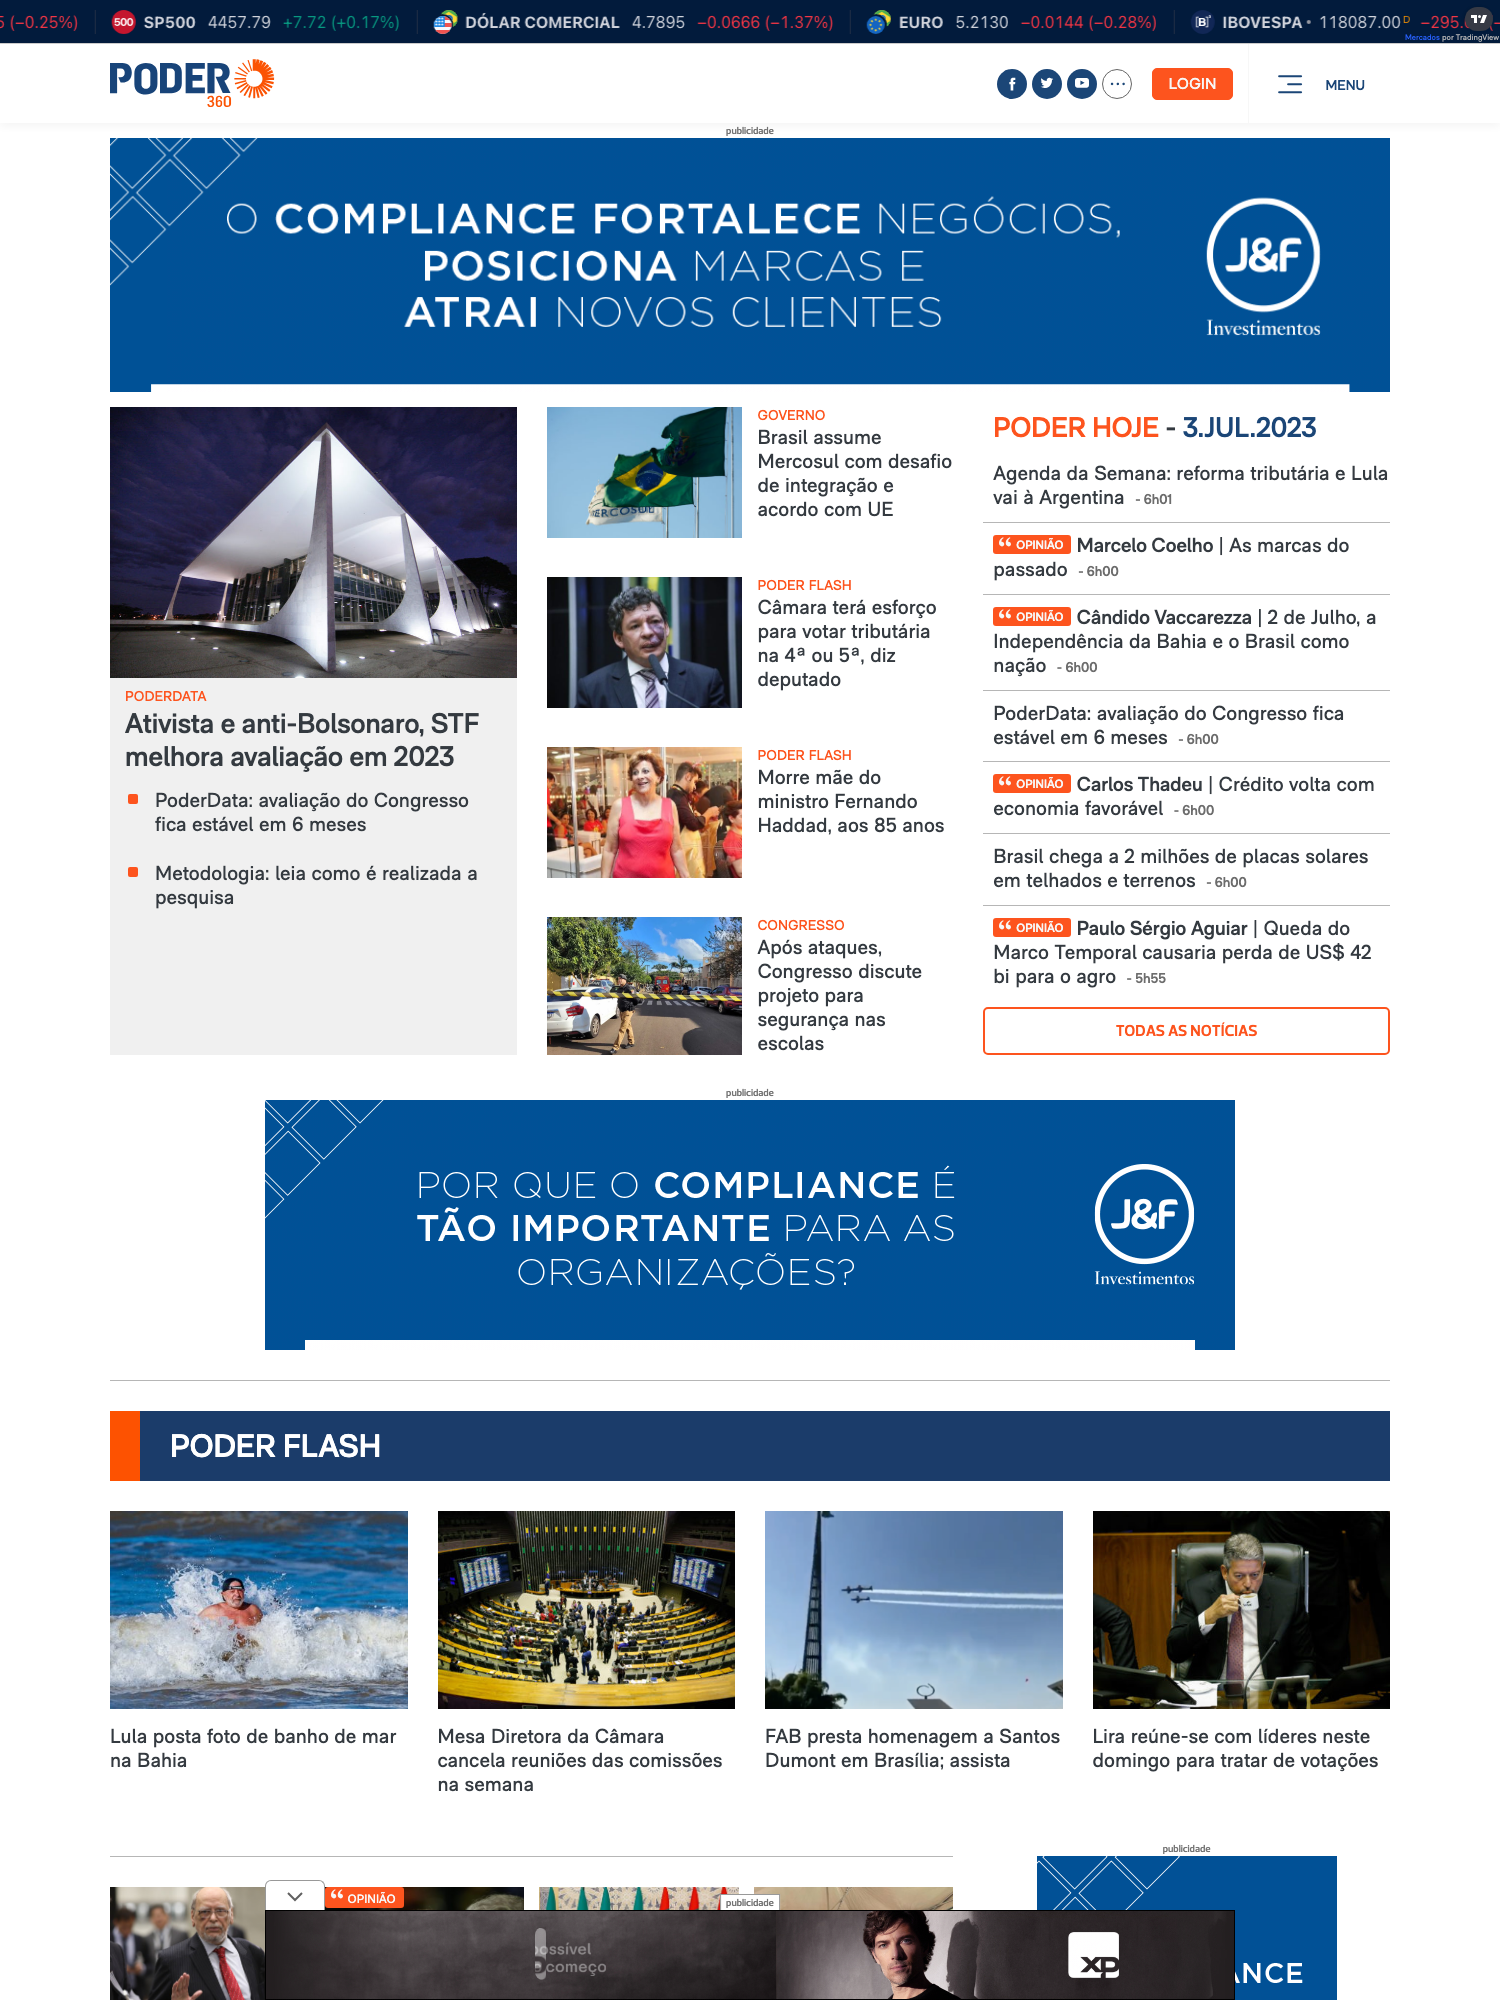 (−0.25%) 500 SP500 4457.79 +7.72 (+0.17%) DÓLAR COMERCIAL 4.7895 −0.0666 (−1.37%) EURO 5.2130 −0.0144 (−0.28%) [B]³ IBOVESPA 118087.00 D −295.
Mercados por TradingView
PODER
360
LOGIN
MENU
publicidade
O COMPLIANCE FORTALECE NEGÓCIOS,
POSICIONA MARCAS E
ATRAI NOVOS CLIENTES
J&F
Investimentos
MERCOSUL
PODERDATA
Ativista e anti-Bolsonaro, STF
melhora avaliação em 2023
PoderData: avaliação do Congresso
fica estável em 6 meses
Metodologia: leia como é realizada a
pesquisa
GOVERNO
Brasil assume
Mercosul com desafio
de integração e
acordo com UE
PODER FLASH
Câmara terá esforço
para votar tributária
na 4ª ou 5ª, diz
deputado
PODER FLASH
Morre mãe do
ministro Fernando
Haddad, aos 85 anos
CONGRESSO
Após ataques,
Congresso discute
projeto para
segurança nas
escolas
PODER HOJE - 3.JUL.2023
Agenda da Semana: reforma tributária e Lula
vai à Argentina - 6h01
“ OPINIÃO Marcelo Coelho | As marcas do
passado - 6h00
“ OPINIÃO Cândido Vaccarezza | 2 de Julho, a
Independência da Bahia e o Brasil como
nação - 6h00
PoderData: avaliação do Congresso fica
estável em 6 meses - 6h00
“ OPINIÃO Carlos Thadeu | Crédito volta com
economia favorável - 6h00
Brasil chega a 2 milhões de placas solares
em telhados e terrenos - 6h00
“ OPINIÃO Paulo Sérgio Aguiar | Queda do
Marco Temporal causaria perda de US$ 42
bi para o agro - 5h55
TODAS AS NOTÍCIAS
publicidade
POR QUE O COMPLIANCE É
TÃO IMPORTANTE PARA AS
ORGANIZAÇÕES?
J&F
Investimentos
PODER FLASH
Lula posta foto de banho de mar
na Bahia
Mesa Diretora da Câmara
cancela reuniões das comissões
na semana
FAB presta homenagem a Santos
Dumont em Brasília; assista
Lira reúne-se com líderes neste
domingo para tratar de votações
publicidade
“ OPINIÃO
publicidade
ossível
começo
xp
ANCE